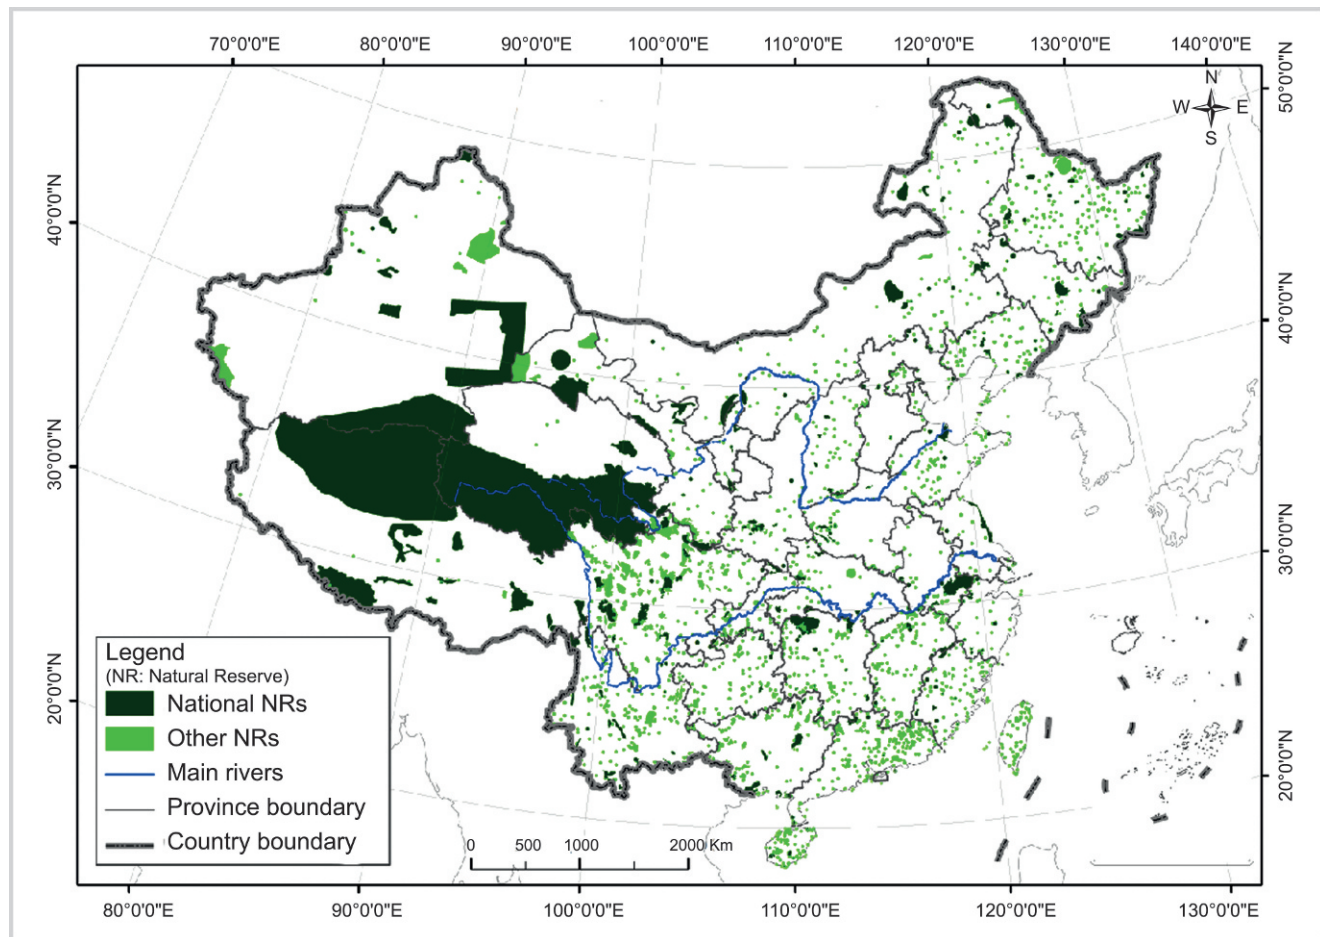 70°0'0"E 80°0'0"E 90°0'0"E 100°0'0"E 110°0'0"E 120°0'0"E 130°0'0"E 140°0'0"E
50°0'0"N
N
W E
S
40°0'0"N
40°0'0"N
30°0'0"N
30°0'0"N
20°0'0"N
20°0'0"N
Legend
(NR: Natural Reserve)
National NRs
Other NRs
Main rivers
Province boundary
Country boundary
0 500 1000 2000 Km
80°0'0"E 90°0'0"E 100°0'0"E 110°0'0"E 120°0'0"E 130°0'0"E